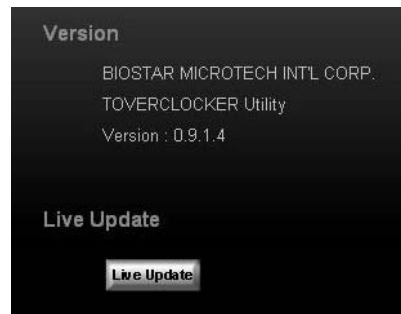 Version
BIOSTAR MICROTECH INT'L CORP.
TOVERCLOCKER Utility
Version : 0.9.1.4
Live Update
Live Update